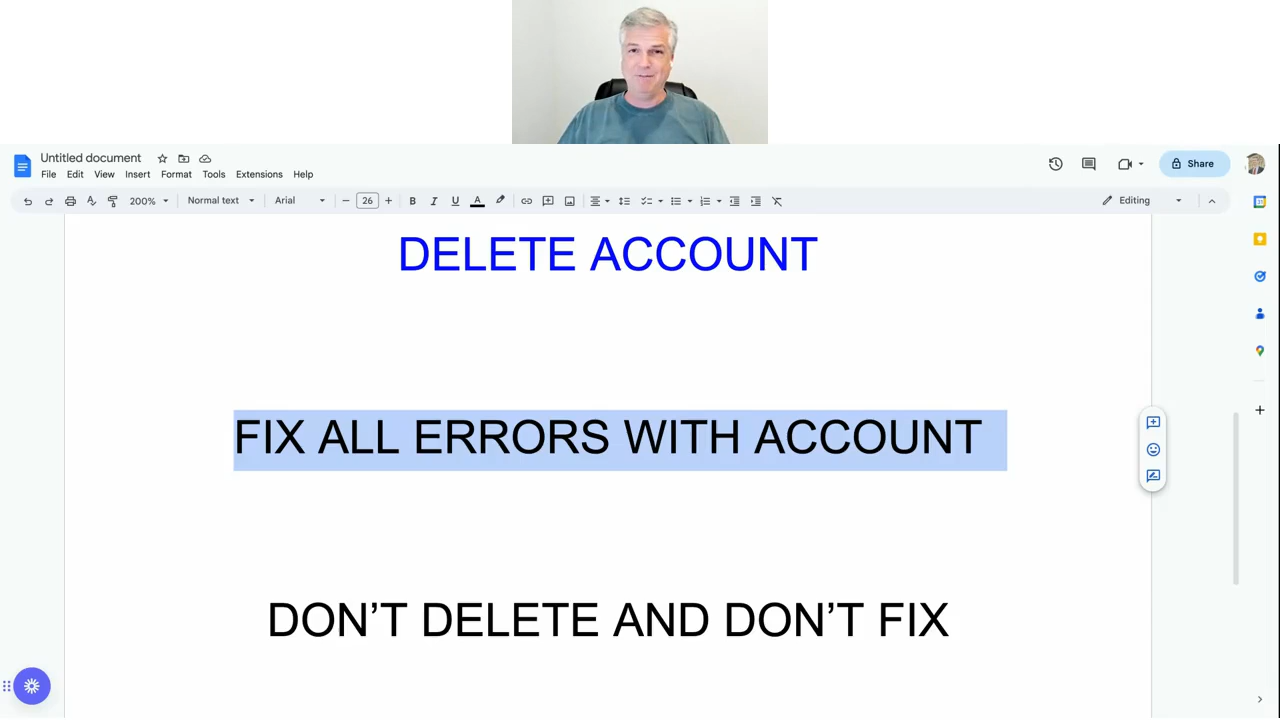 Untitled document
File Edit View Insert Format Tools Extensions Help
Share
200% Normal text Arial 26 B I U A Editing
DELETE ACCOUNT
FIX ALL ERRORS WITH ACCOUNT
DON’T DELETE AND DON’T FIX